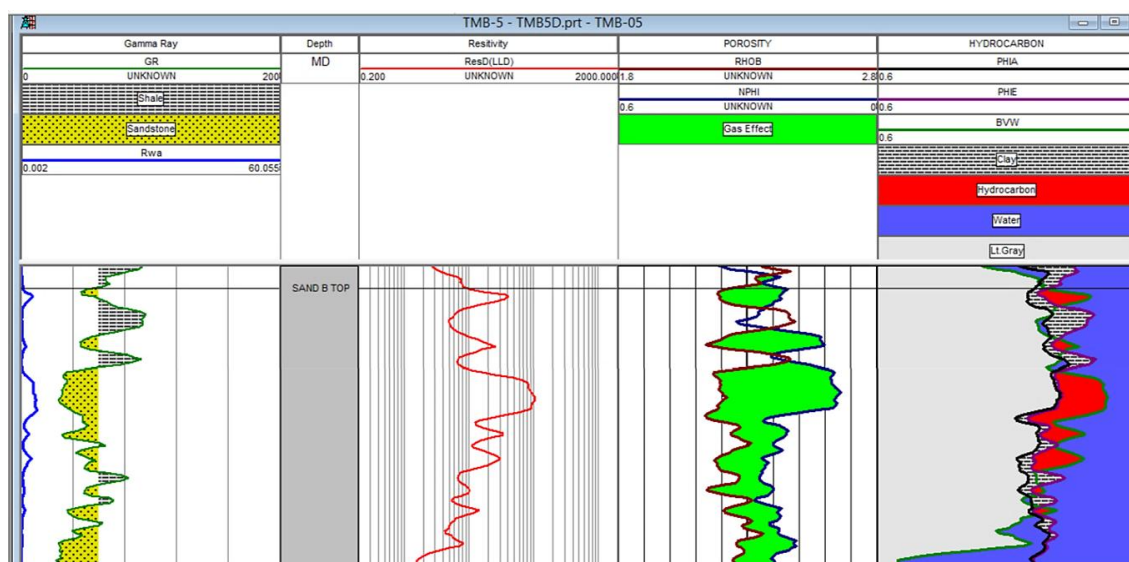 TMB-5 - TMB5D.prt - TMB-05
Gamma Ray Depth Resitivity POROSITY HYDROCARBON
GR MD ResD(LLD) RHOB PHIA
0 UNKNOWN 200 0.200 UNKNOWN 2000.000 1.8 UNKNOWN 2.8 0.6
Shale NPHI PHIE
0.6 UNKNOWN 0 0.6
Sandstone Gas Effect BVW
0.6
Rwa Clay
0.002 60.055
Hydrocarbon
Water
Lt.Gray
SAND B TOP